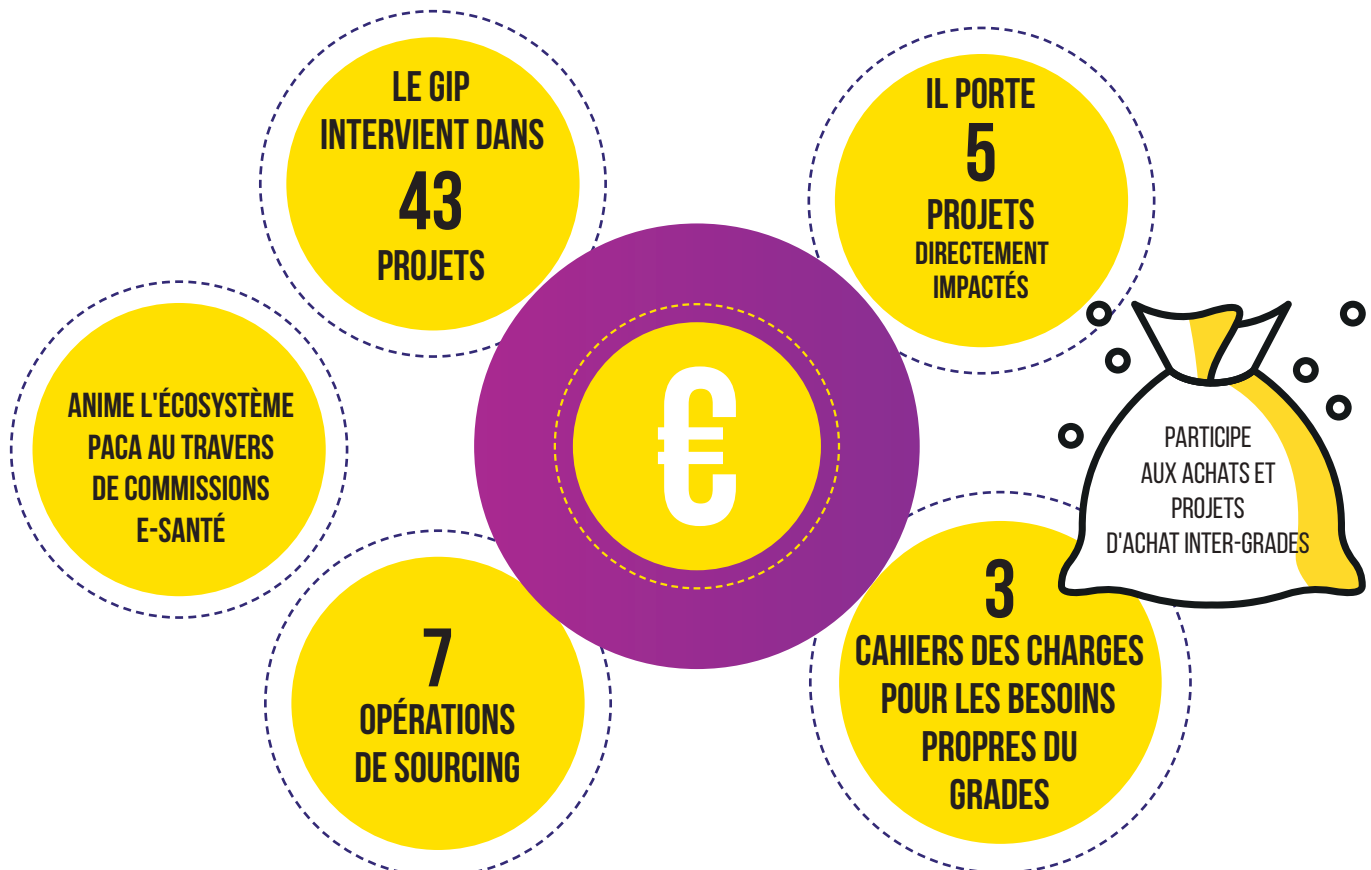 LE GIP
INTERVIENT DANS
43
PROJETS
IL PORTE
5
PROJETS
DIRECTEMENT
IMPACTÉS
ANIME L'ÉCOSYSTÈME
PACA AU TRAVERS
DE COMMISSIONS
E-SANTÉ
€
PARTICIPE
AUX ACHATS ET
PROJETS
D'ACHAT INTER-GRADES
7
OPÉRATIONS
DE SOURCING
3
CAHIERS DES CHARGES
POUR LES BESOINS
PROPRES DU
GRADES